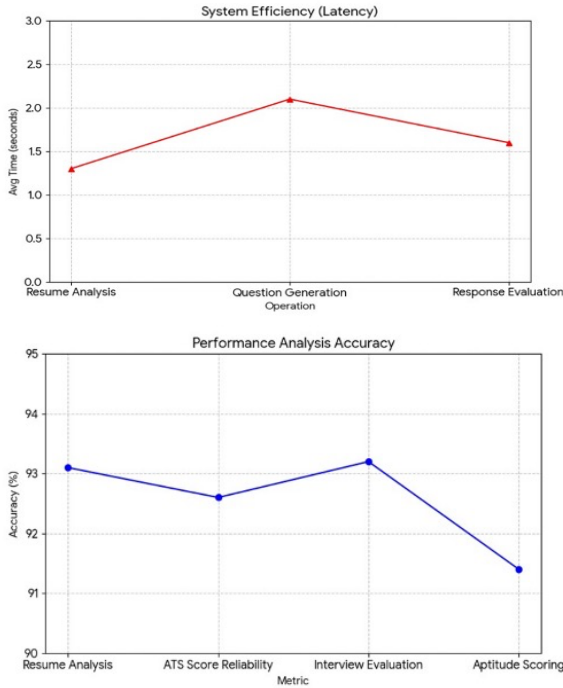 System Efficiency (Latency)
3.0
2.5
2.0
1.5
1.0
0.5
0.0
Avg Time (seconds)
Resume Analysis
Question Generation
Response Evaluation
Operation
Performance Analysis Accuracy
95
94
93
92
91
90
Accuracy (%)
Resume Analysis
ATS Score Reliability
Interview Evaluation
Aptitude Scoring
Metric